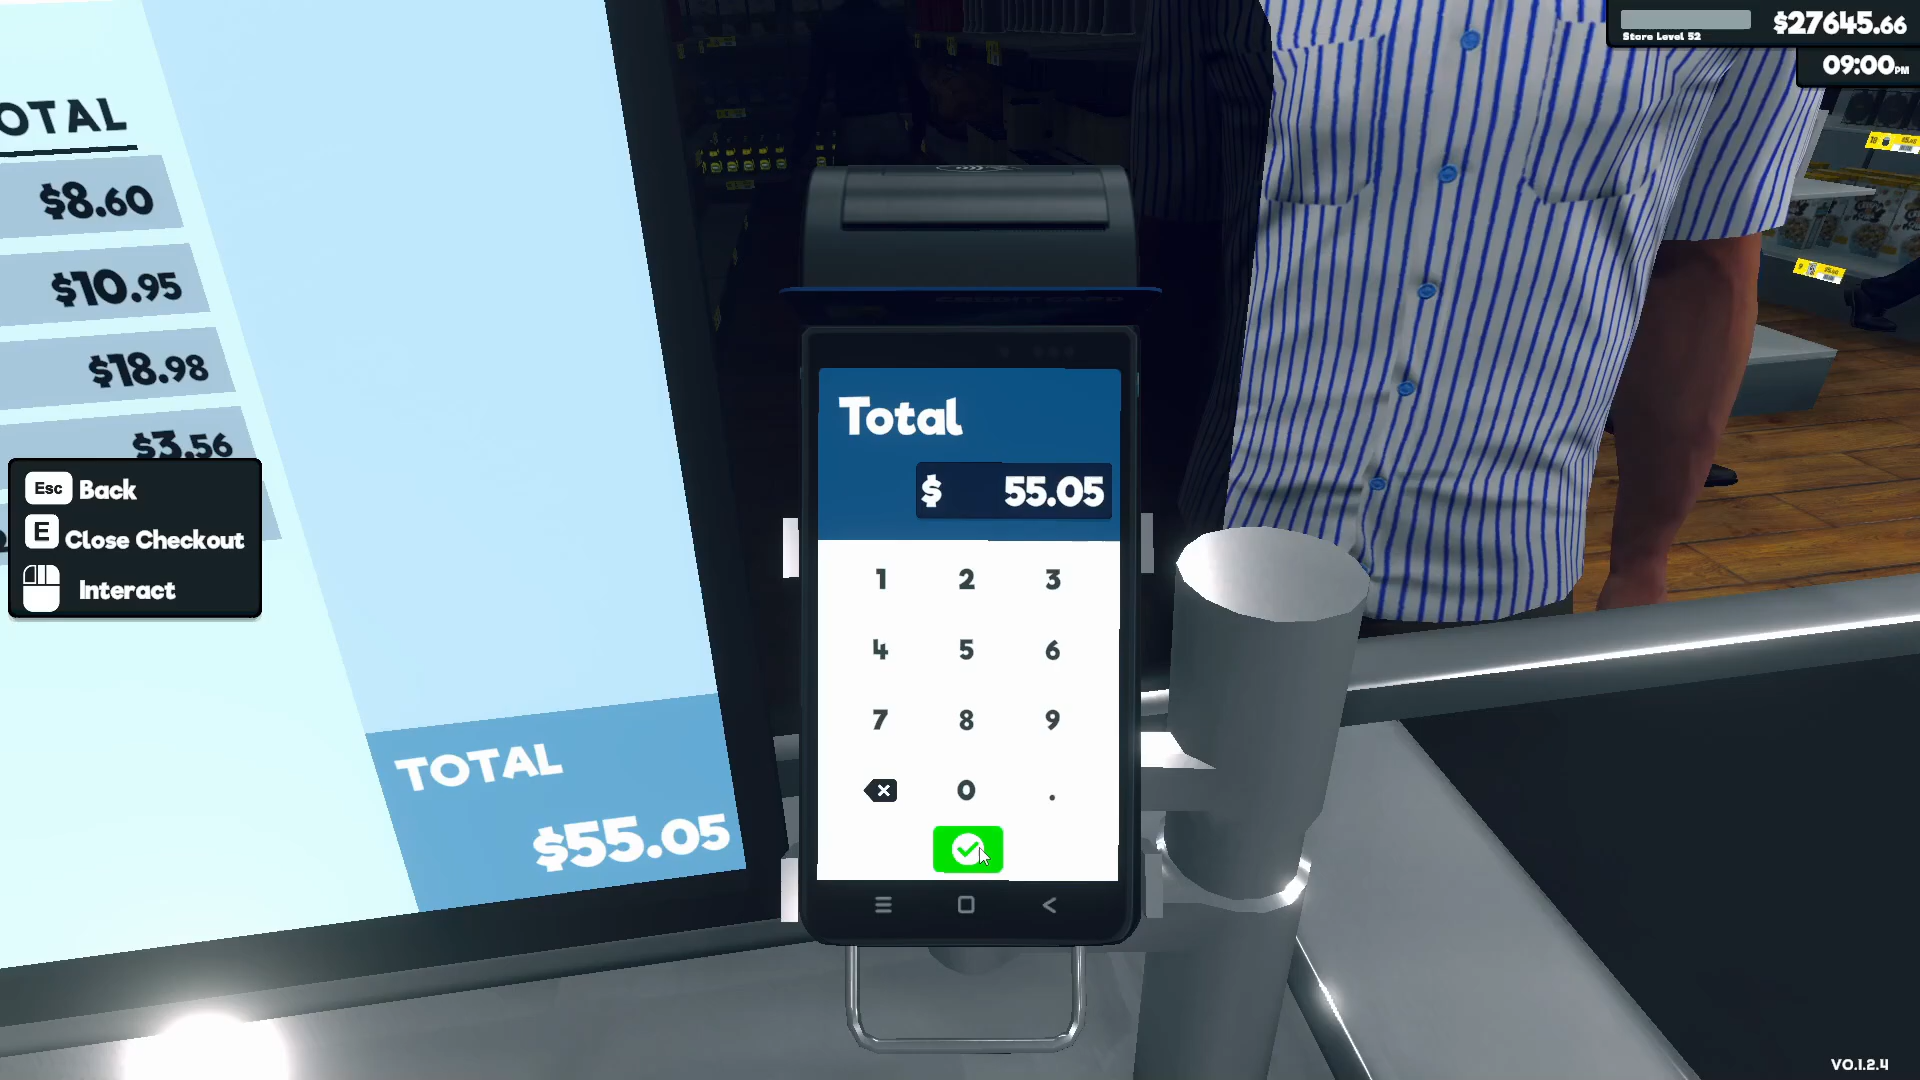 $27645.66
Store Level 52
09:00PM
OTAL
$8.60
$10.95
$18.98
$3.56
Esc Back
E Close Checkout
Interact
TOTAL
$55.05
CREDIT CARD
Total
$ 55.05
1 2 3
4 5 6
7 8 9
0 .
V0.1.2.4